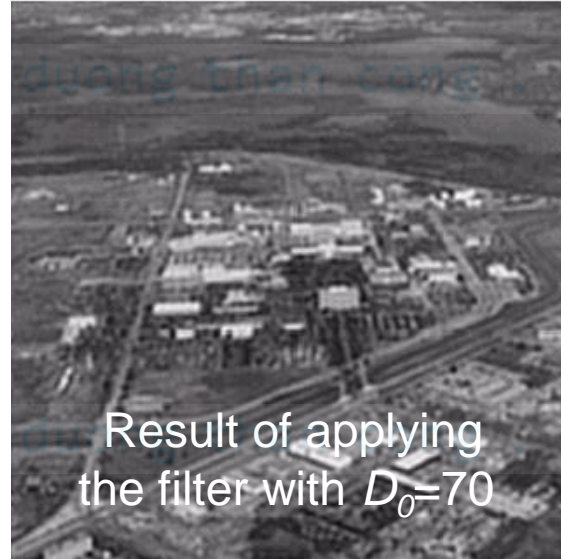 duong than cong .
Result of applying
the filter with D₀=70